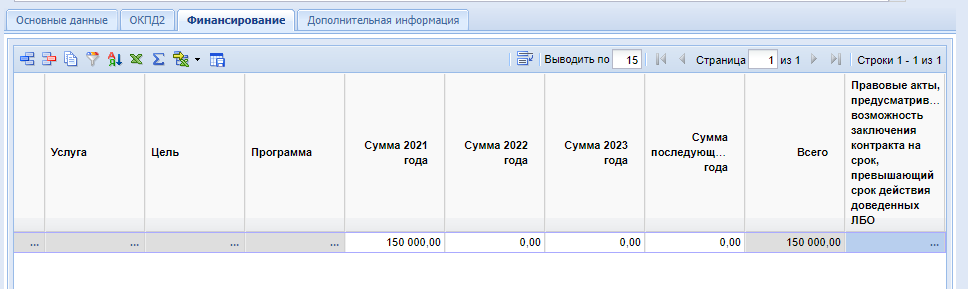 Основные данные ОКПД2 Финансирование Дополнительная информация
Выводить по 15 Страница 1 из 1 Строки 1 - 1 из 1
Услуга
Цель
Программа
Сумма 2021
года
Сумма 2022
года
Сумма 2023
года
Сумма
последующ...
года
Всего
Правовые акты,
предусматрив...
возможность
заключения
контракта на
срок,
превышающий
срок действия
доведенных
ЛБО
... ... ... ... 150 000,00 0,00 0,00 0,00 150 000,00 ...